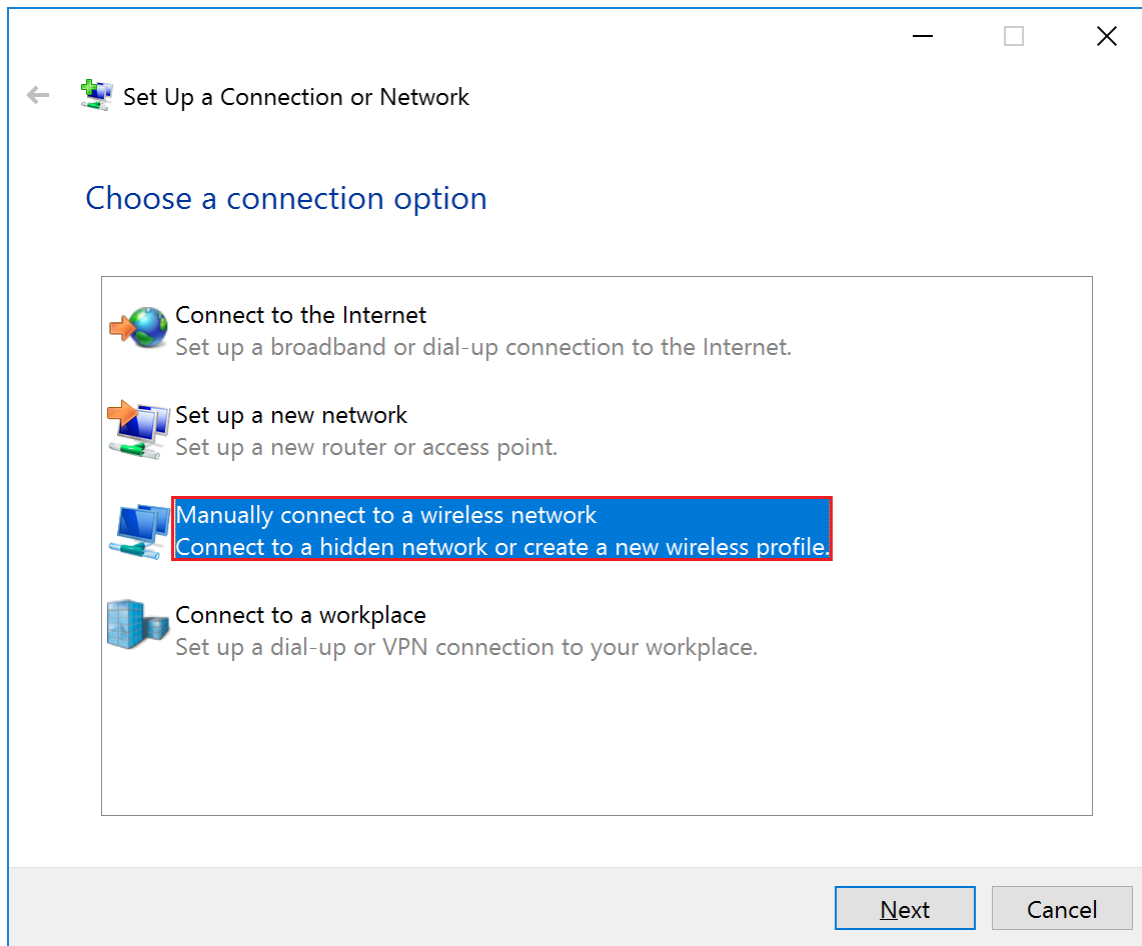 Set Up a Connection or Network
Choose a connection option
Connect to the Internet
Set up a broadband or dial-up connection to the Internet.
Set up a new network
Set up a new router or access point.
Manually connect to a wireless network
Connect to a hidden network or create a new wireless profile.
Connect to a workplace
Set up a dial-up or VPN connection to your workplace.
Next
Cancel